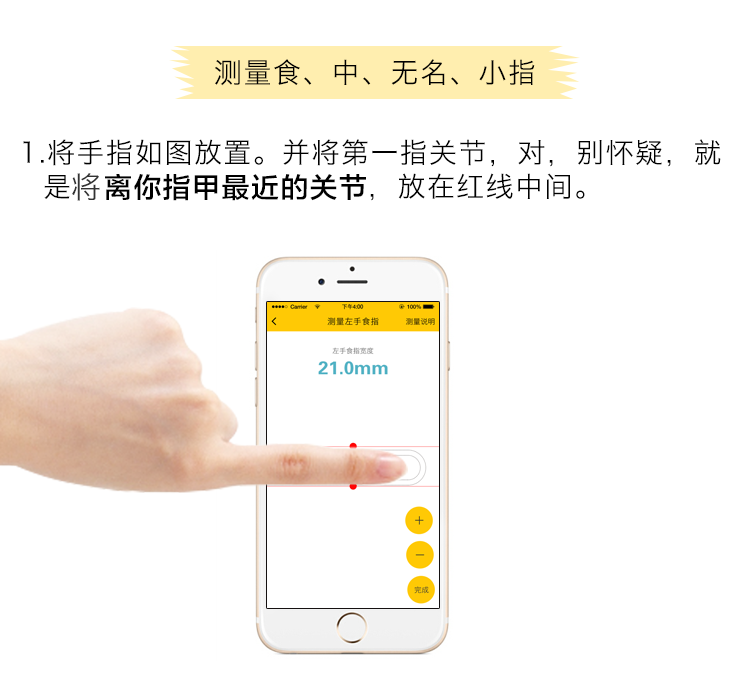 测量食、中、无名、小指
1.将手指如图放置。并将第一指关节，对，别怀疑，就
是将离你指甲最近的关节，放在红线中间。
Carrier 下午4:00 100%
测量左手食指 测量说明
左手食指宽度
21.0mm
+
−
完成